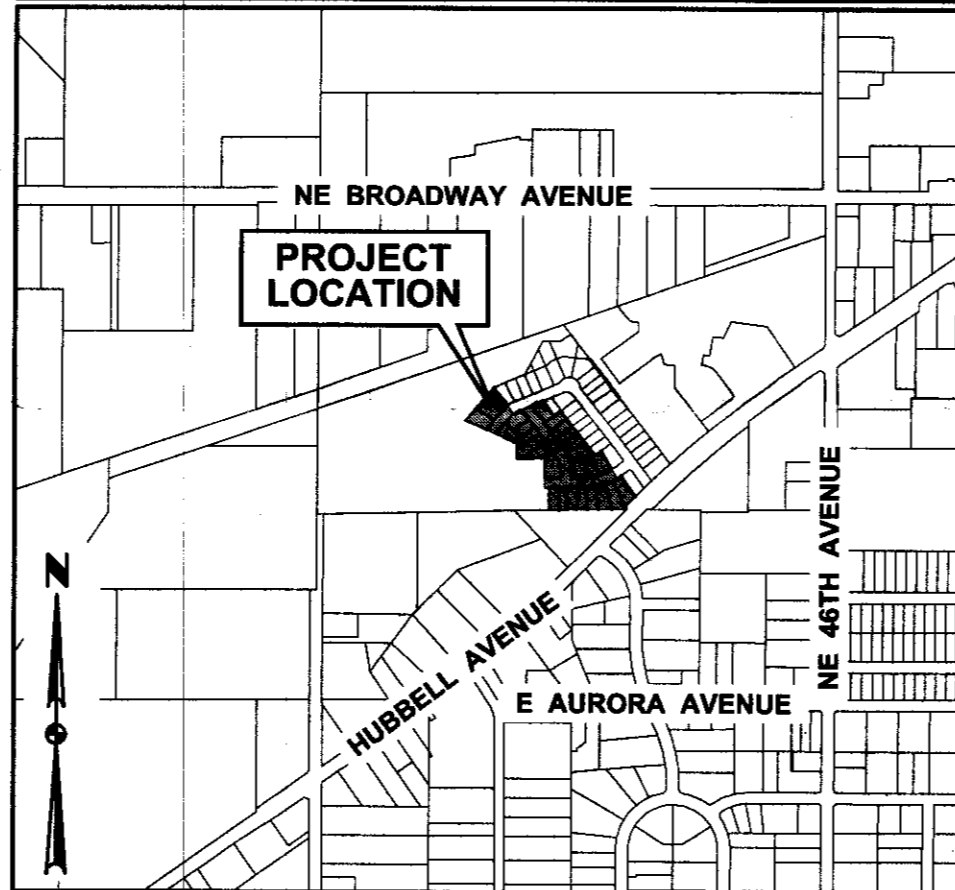 NE BROADWAY AVENUE
PROJECT
LOCATION
NE 46TH AVENUE
N
HUBBELL AVENUE
E AURORA AVENUE